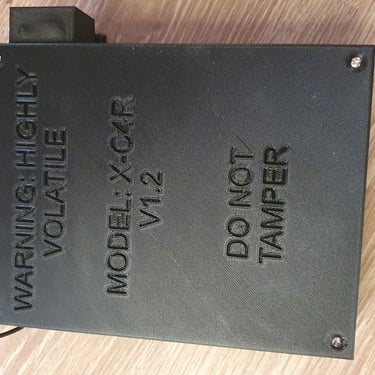 WARNING: HIGHLY
VOLATILE
MODEL: X-C4R
V1.2
DO NOT
TAMPER